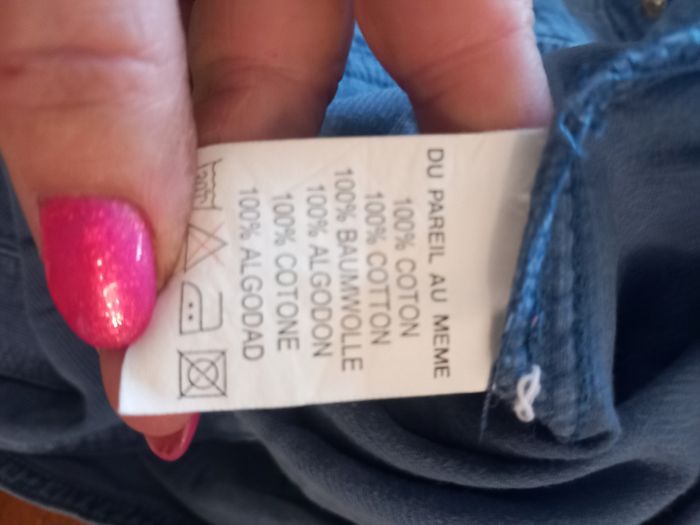 DU PAREIL AU MEME
100% COTON
100% COTTON
100% BAUMWOLLE
100% ALGODON
100% COTONE
100% ALGODAD